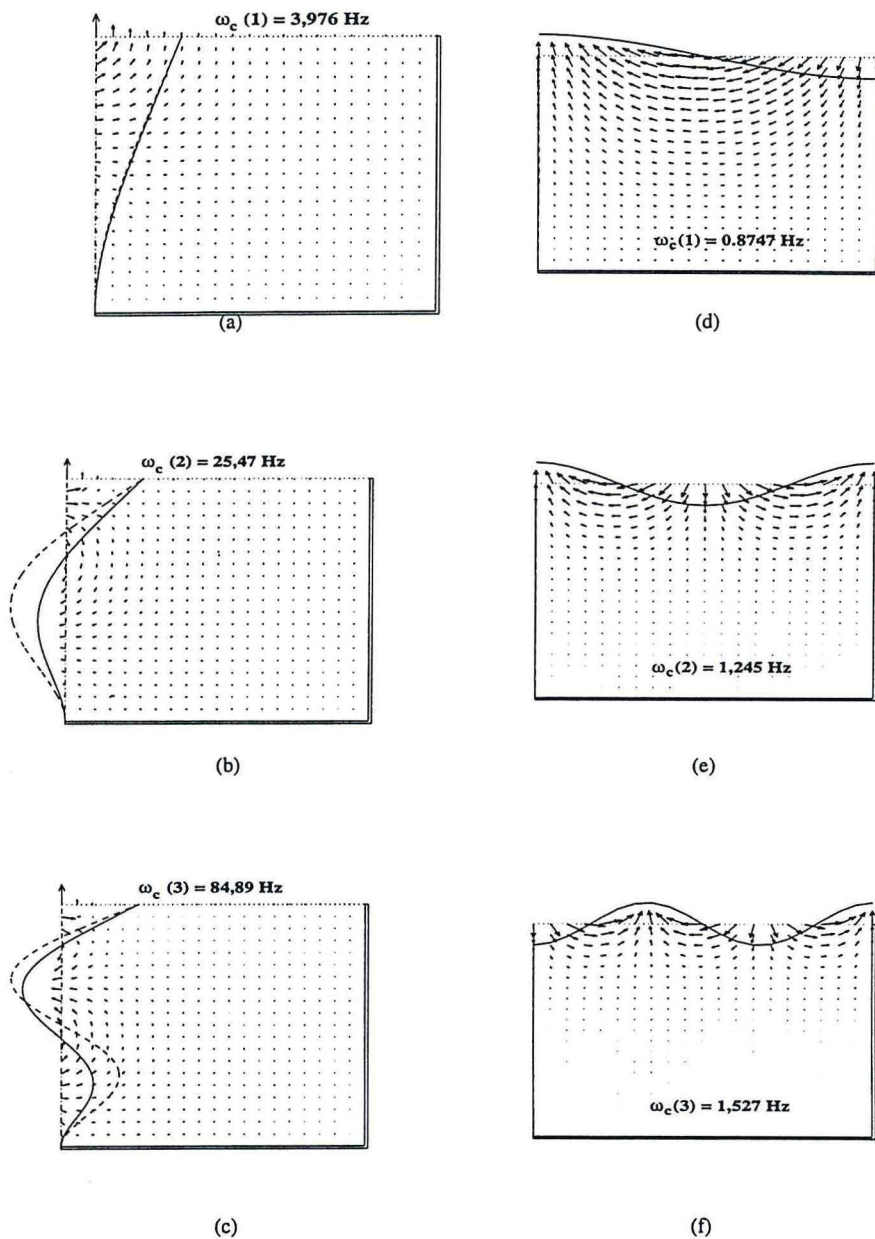 ω_c (1) = 3,976 Hz
(a)
ω_c(1) = 0.8747 Hz
(d)
ω_c (2) = 25,47 Hz
(b)
ω_c(2) = 1,245 Hz
(e)
ω_c (3) = 84,89 Hz
(c)
ω_c(3) = 1,527 Hz
(f)